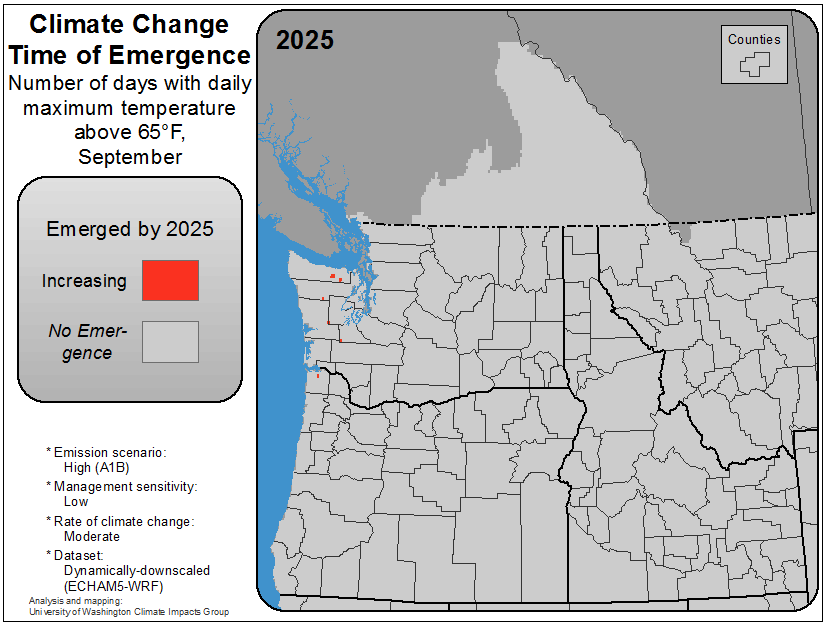 Climate Change
Time of Emergence
Number of days with daily
maximum temperature
above 65°F,
September
Emerged by 2025
Increasing
No Emer-
gence
* Emission scenario:
High (A1B)
* Management sensitivity:
Low
* Rate of climate change:
Moderate
* Dataset:
Dynamically-downscaled
(ECHAM5-WRF)
Analysis and mapping:
University of Washington Climate Impacts Group
2025
Counties